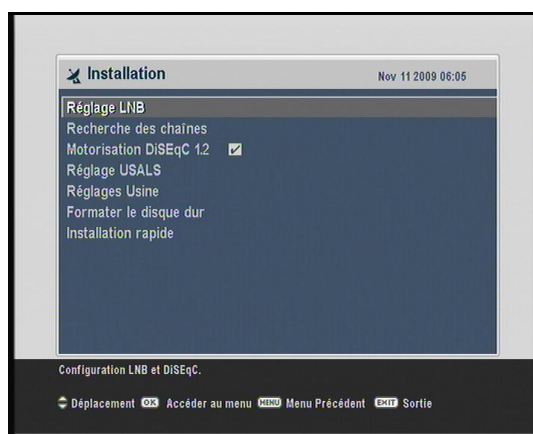 Installation
Nov 11 2009 06:05
Réglage LNB
Recherche des chaînes
Motorisation DiSEqC 1.2
Réglage USALS
Réglages Usine
Formater le disque dur
Installation rapide
Configuration LNB et DiSEqC.
Déplacement OK Accéder au menu MENU Menu Précédent EXIT Sortie